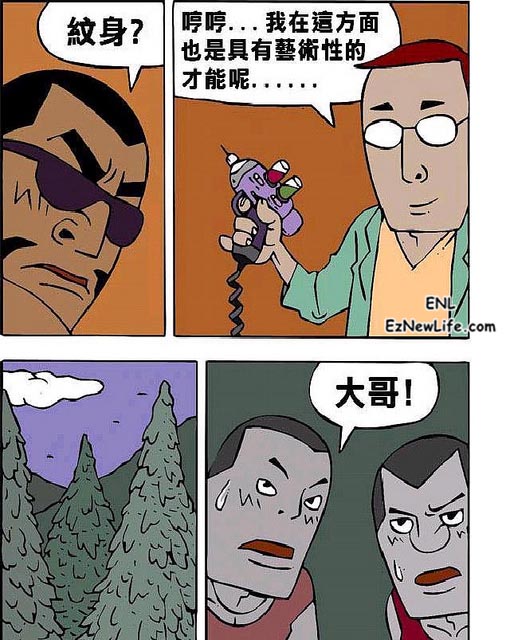 紋身?
哼哼...我在這方面
也是具有藝術性的
才能呢......
ENL
EzNewLife.com
大哥!